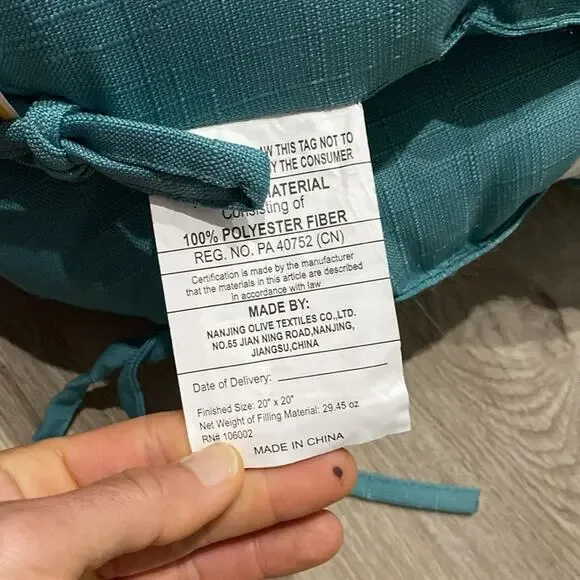 THIS TAG NOT TO
BY THE CONSUMER
MATERIAL
Consisting of
100% POLYESTER FIBER
REG. NO. PA 40752 (CN)
Certification is made by the manufacturer
that the materials in this article are described
in accordance with law
MADE BY:
NANJING OLIVE TEXTILES CO.,LTD.
NO.65 JIAN NING ROAD,NANJING,
JIANGSU,CHINA
Date of Delivery:
Finished Size: 20" x 20"
Net Weight of Filling Material: 29.45 oz
RN# 106002
MADE IN CHINA